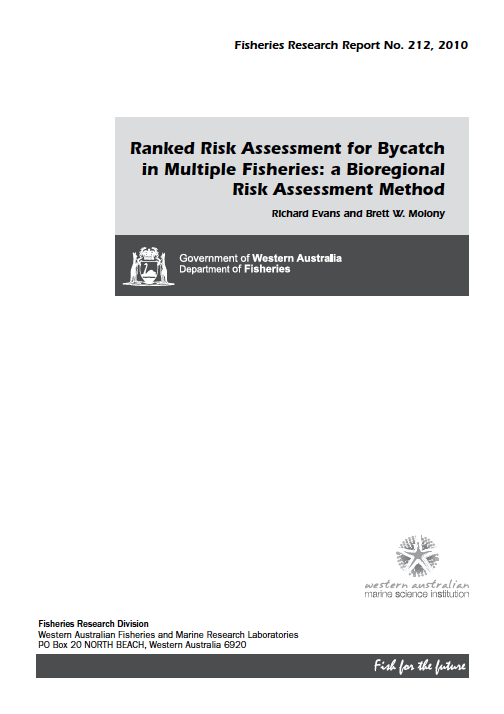 Fisheries Research Report No. 212, 2010
Ranked Risk Assessment for Bycatch
in Multiple Fisheries: a Bioregional
Risk Assessment Method
Richard Evans and Brett W. Molony
Government of Western Australia
Department of Fisheries
western australian
marine science institution
Fisheries Research Division
Western Australian Fisheries and Marine Research Laboratories
PO Box 20 NORTH BEACH, Western Australia 6920
Fish for the future